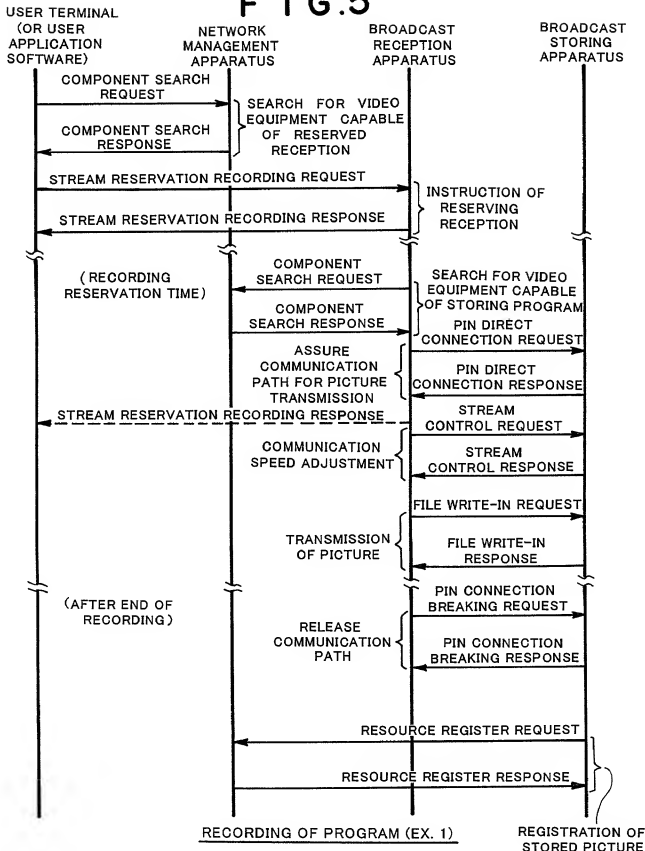 FIG.5
USER TERMINAL
(OR USER
APPLICATION
SOFTWARE)
NETWORK
MANAGEMENT
APPARATUS
BROADCAST
RECEPTION
APPARATUS
BROADCAST
STORING
APPARATUS
COMPONENT SEARCH
REQUEST
COMPONENT SEARCH
RESPONSE
SEARCH FOR VIDEO
EQUIPMENT CAPABLE
OF RESERVED
RECEPTION
STREAM RESERVATION RECORDING REQUEST
STREAM RESERVATION RECORDING RESPONSE
INSTRUCTION OF
RESERVING
RECEPTION
(RECORDING
RESERVATION TIME)
COMPONENT
SEARCH REQUEST
COMPONENT
SEARCH RESPONSE
SEARCH FOR VIDEO
EQUIPMENT CAPABLE
OF STORING PROGRAM
PIN DIRECT
CONNECTION REQUEST
ASSURE
COMMUNICATION
PATH FOR PICTURE
TRANSMISSION
PIN DIRECT
CONNECTION RESPONSE
STREAM RESERVATION RECORDING RESPONSE
STREAM
CONTROL REQUEST
COMMUNICATION
SPEED ADJUSTMENT
STREAM
CONTROL RESPONSE
FILE WRITE-IN REQUEST
TRANSMISSION
OF PICTURE
FILE WRITE-IN
RESPONSE
(AFTER END OF
RECORDING)
PIN CONNECTION
BREAKING REQUEST
RELEASE
COMMUNICATION
PATH
PIN CONNECTION
BREAKING RESPONSE
RESOURCE REGISTER REQUEST
RESOURCE REGISTER RESPONSE
RECORDING OF PROGRAM (EX. 1)
REGISTRATION OF
STORED PICTURE